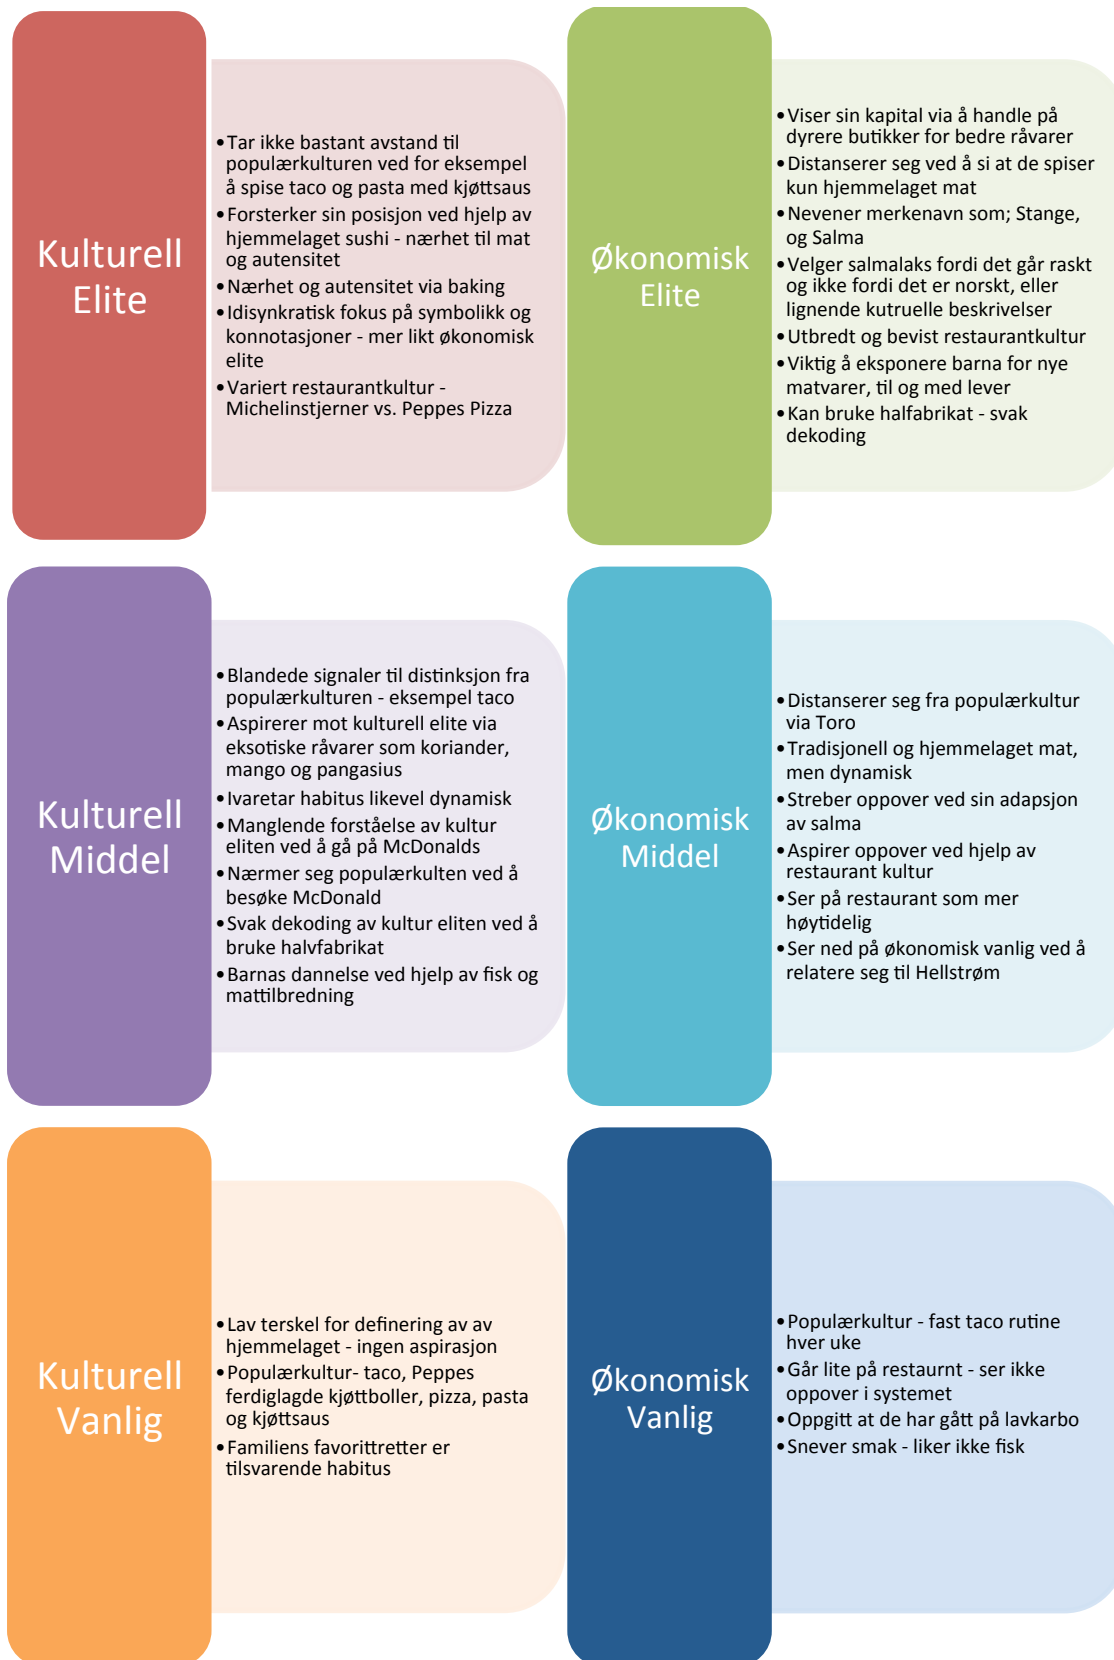 Kulturell
Elite
•Tar ikke bastant avstand til
populærkulturen ved for eksempel
å spise taco og pasta med kjøttsaus
•Forsterker sin posisjon ved hjelp av
hjemmelaget sushi - nærhet til mat
og autensitet
•Nærhet og autensitet via baking
•Idisynkratisk fokus på symbolikk og
konnotasjoner - mer likt økonomisk
elite
•Variert restaurantkultur -
Michelinstjerner vs. Peppes Pizza
Økonomisk
Elite
•Viser sin kapital via å handle på
dyrere butikker for bedre råvarer
•Distanserer seg ved å si at de spiser
kun hjemmelaget mat
•Nevener merkenavn som; Stange,
og Salma
•Velger salmalaks fordi det går raskt
og ikke fordi det er norskt, eller
lignende kutruelle beskrivelser
•Utbredt og bevist restaurantkultur
•Viktig å eksponere barna for nye
matvarer, til og med lever
•Kan bruke halfabrikat - svak
dekoding
Kulturell
Middel
•Blandede signaler til distinksjon fra
populærkulturen - eksempel taco
•Aspirerer mot kulturell elite via
eksotiske råvarer som koriander,
mango og pangasius
•Ivaretar habitus likevel dynamisk
•Manglende forståelse av kultur
eliten ved å gå på McDonalds
•Nærmer seg populærkulten ved å
besøke McDonald
•Svak dekoding av kultur eliten ved å
bruke halvfabrikat
•Barnas dannelse ved hjelp av fisk og
mattilbredning
Økonomisk
Middel
•Distanserer seg fra populærkultur
via Toro
•Tradisjonell og hjemmelaget mat,
men dynamisk
•Streber oppover ved sin adapsjon
av salma
•Aspirer oppover ved hjelp av
restaurant kultur
•Ser på restaurant som mer
høytidelig
•Ser ned på økonomisk vanlig ved å
relatere seg til Hellstrøm
Kulturell
Vanlig
•Lav terskel for definering av av
hjemmelaget - ingen aspirasjon
•Populærkultur- taco, Peppes
ferdiglagde kjøttboller, pizza, pasta
og kjøttsaus
•Familiens favorittretter er
tilsvarende habitus
Økonomisk
Vanlig
•Populærkultur - fast taco rutine
hver uke
•Går lite på restaurnt - ser ikke
oppover i systemet
•Oppgitt at de har gått på lavkarbo
•Snever smak - liker ikke fisk